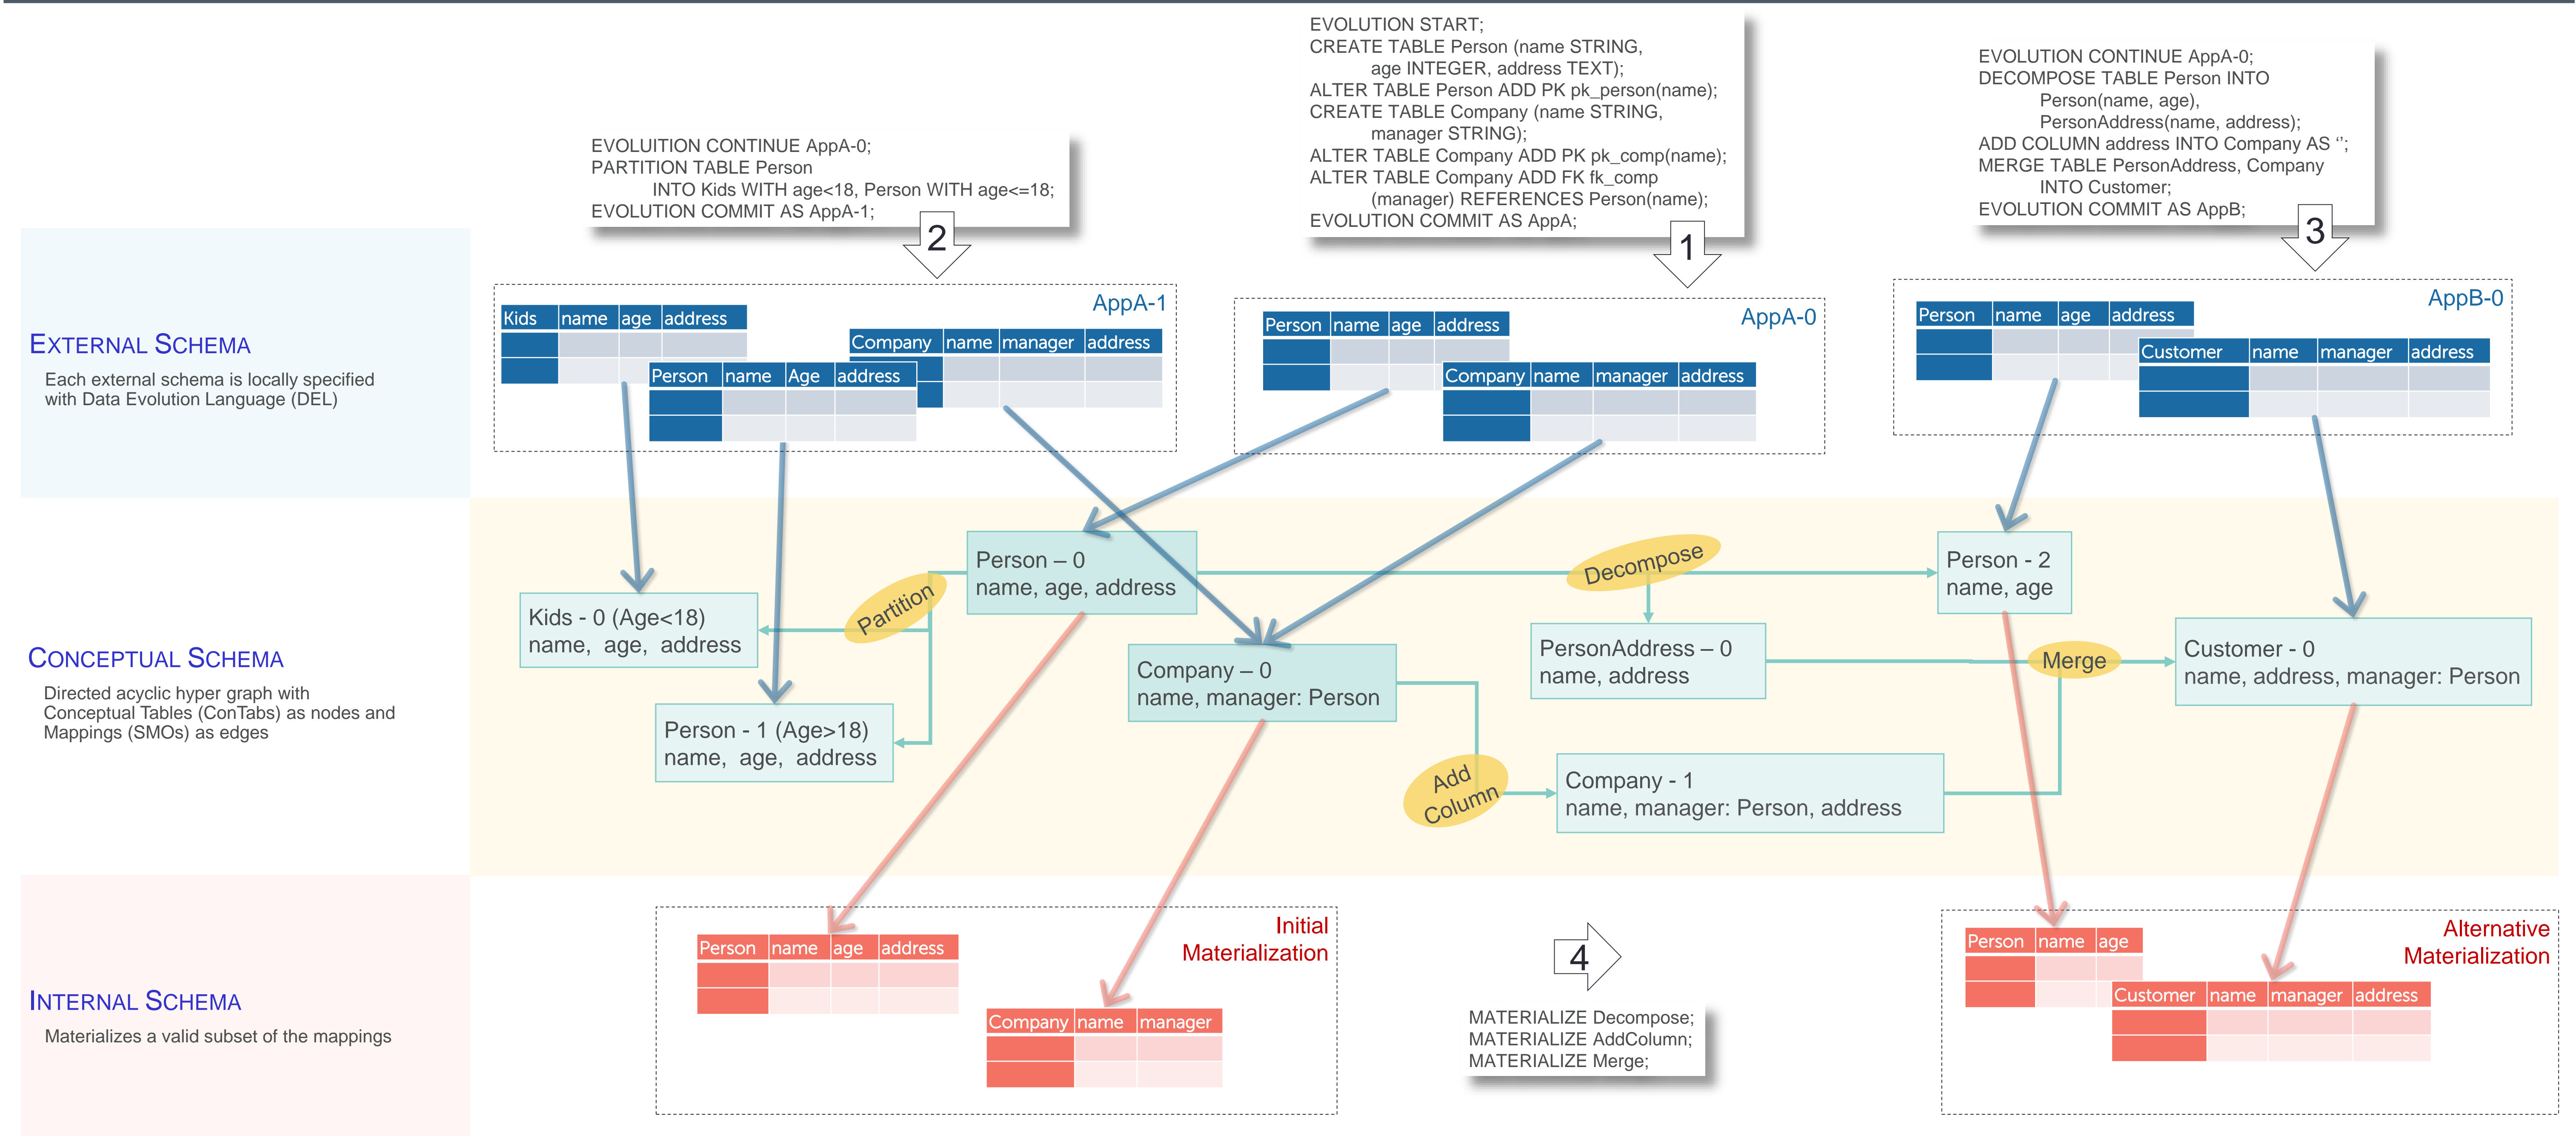 EVOLUITION CONTINUE AppA-0;
PARTITION TABLE Person
INTO Kids WITH age<18, Person WITH age<=18;
EVOLUTION COMMIT AS AppA-1;
2
EVOLUTION START;
CREATE TABLE Person (name STRING,
age INTEGER, address TEXT);
ALTER TABLE Person ADD PK pk_person(name);
CREATE TABLE Company (name STRING,
manager STRING);
ALTER TABLE Company ADD PK pk_comp(name);
ALTER TABLE Company ADD FK fk_comp
(manager) REFERENCES Person(name);
EVOLUTION COMMIT AS AppA;
1
EVOLUTION CONTINUE AppA-0;
DECOMPOSE TABLE Person INTO
Person(name, age),
PersonAddress(name, address);
ADD COLUMN address INTO Company AS ‘’;
MERGE TABLE PersonAddress, Company
INTO Customer;
EVOLUTION COMMIT AS AppB;
3
EXTERNAL SCHEMA
Each external schema is locally specified
with Data Evolution Language (DEL)
AppA-1
Kids name age address
Company name manager address
Person name Age address
AppA-0
Person name age address
Company name manager address
AppB-0
Person name age address
Customer name manager address
CONCEPTUAL SCHEMA
Directed acyclic hyper graph with
Conceptual Tables (ConTabs) as nodes and
Mappings (SMOs) as edges
Kids - 0 (Age<18)
name, age, address
Partition
Person – 0
name, age, address
Person - 1 (Age>18)
name, age, address
Company – 0
name, manager: Person
Decompose
Person - 2
name, age
PersonAddress – 0
name, address
Merge
Customer - 0
name, address, manager: Person
Add
Column
Company - 1
name, manager: Person, address
INTERNAL SCHEMA
Materializes a valid subset of the mappings
Initial
Materialization
Person name age address
Company name manager
4
MATERIALIZE Decompose;
MATERIALIZE AddColumn;
MATERIALIZE Merge;
Alternative
Materialization
Person name age
Customer name manager address